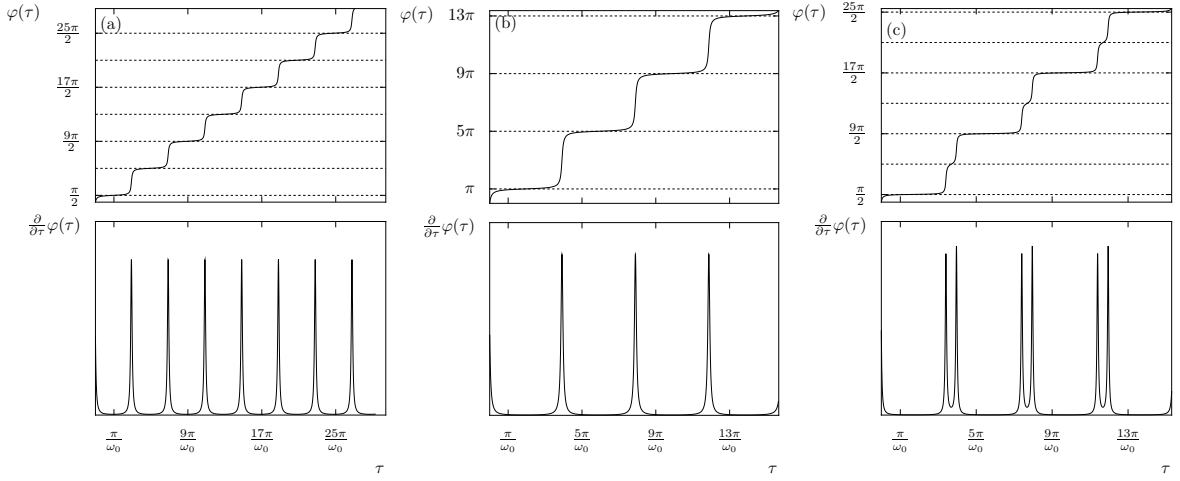 φ(τ) (a) 25π/2 17π/2 9π/2 π/2
∂/∂τ φ(τ)
π/ω₀ 9π/ω₀ 17π/ω₀ 25π/ω₀
τ
φ(τ) (b) 13π 9π 5π π
∂/∂τ φ(τ)
π/ω₀ 5π/ω₀ 9π/ω₀ 13π/ω₀
τ
φ(τ) (c) 25π/2 17π/2 9π/2 π/2
∂/∂τ φ(τ)
π/ω₀ 5π/ω₀ 9π/ω₀ 13π/ω₀
τ